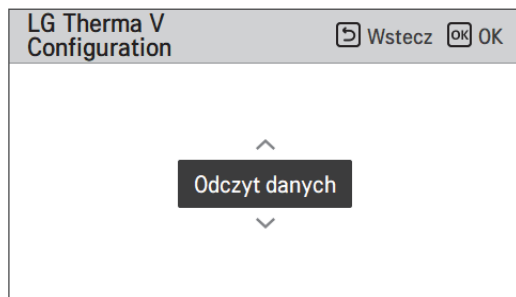 LG Therma V
Configuration
Wstecz OK OK
Odczyt danych